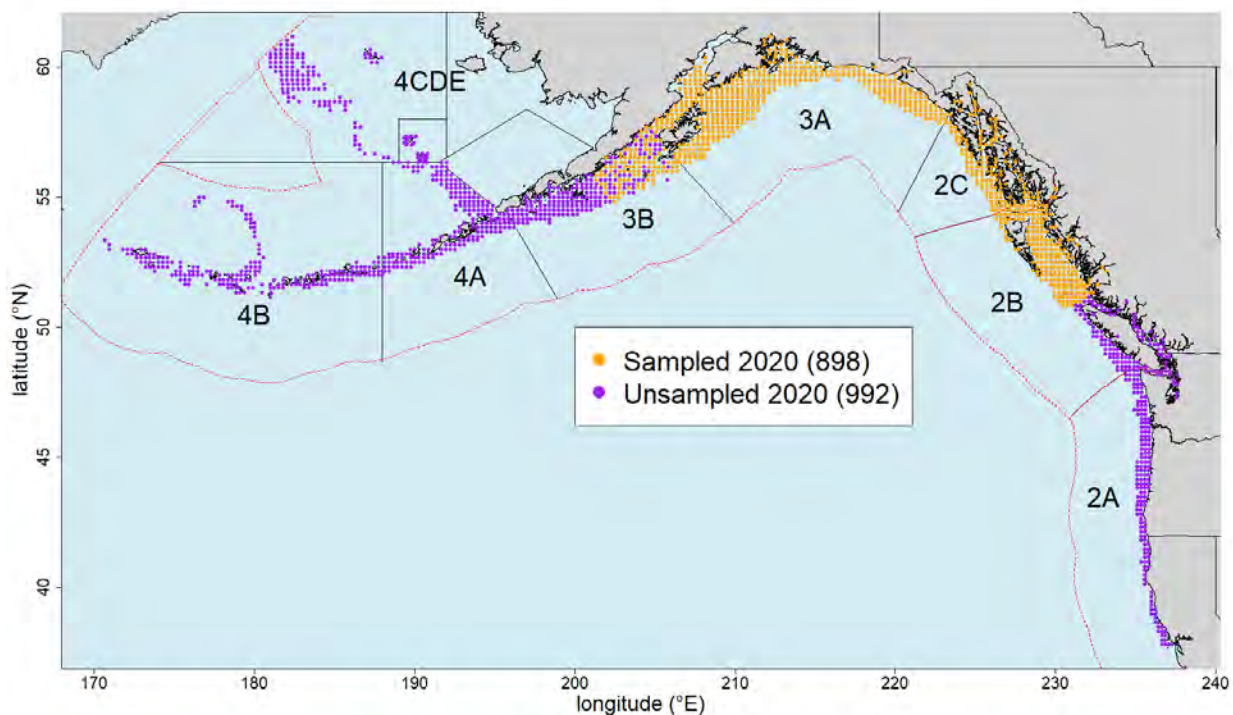 60
55
50
45
40
latitude (°N)
4CDE
3A
2C
3B
4A
2B
4B
2A
Sampled 2020 (898)
Unsampled 2020 (992)
170
180
190
200
210
220
230
240
longitude (°E)